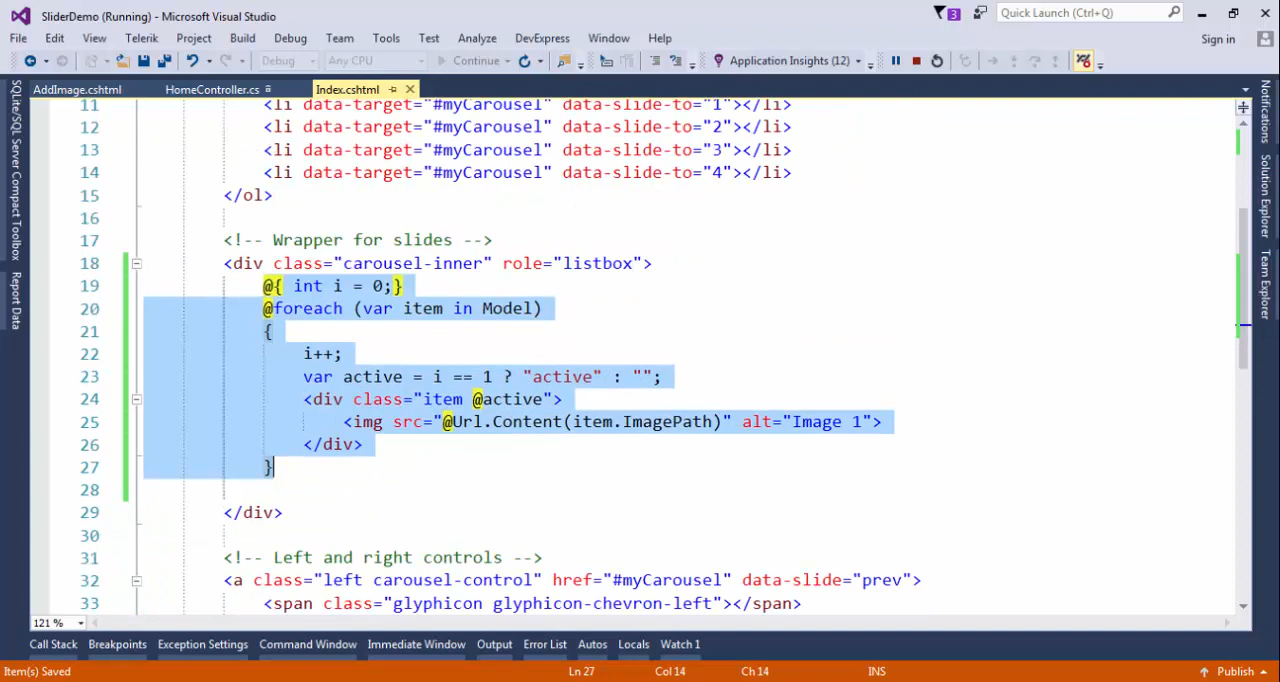 SliderDemo (Running) - Microsoft Visual Studio
3
Quick Launch (Ctrl+Q)
File Edit View Telerik Project Build Debug Team Tools Test Analyze DevExpress Window Help
Sign in
Debug Any CPU Continue Application Insights (12)
AddImage.cshtml HomeController.cs Index.cshtml
SQLite/SQL Server Compact Toolbox
Report Data
11 <li data-target="#myCarousel" data-slide-to="1"></li>
12 <li data-target="#myCarousel" data-slide-to="2"></li>
13 <li data-target="#myCarousel" data-slide-to="3"></li>
14 <li data-target="#myCarousel" data-slide-to="4"></li>
15 </ol>
16
17 <!-- Wrapper for slides -->
18 <div class="carousel-inner" role="listbox">
19 @{ int i = 0;}
20 @foreach (var item in Model)
21 {
22 i++;
23 var active = i == 1 ? "active" : "";
24 <div class="item @active">
25 <img src="@Url.Content(item.ImagePath)" alt="Image 1">
26 </div>
27 }
28
29 </div>
30
31 <!-- Left and right controls -->
32 <a class="left carousel-control" href="#myCarousel" data-slide="prev">
33 <span class="glyphicon glyphicon-chevron-left"></span>
Notifications
Solution Explorer
Team Explorer
121 %
Call Stack Breakpoints Exception Settings Command Window Immediate Window Output Error List Autos Locals Watch 1
Item(s) Saved Ln 27 Col 14 Ch 14 INS Publish